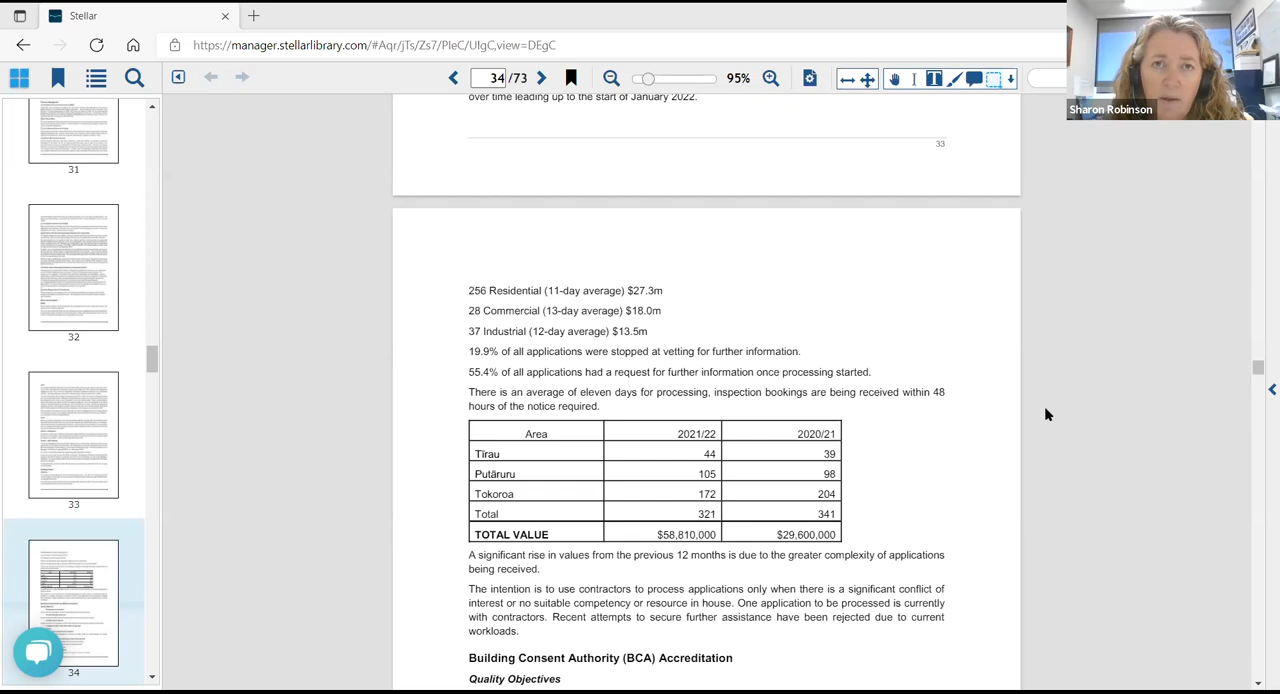 Stellar
https://manager.stellarlibrary.com/#Aqr/jTs/Zs7/PIeC/UfgC,view=DEgC
34 /73
95%
Sharon Robinson
31
32
33
34
over time leading up to the start of January 2022.
33
Residential (11-day average) $27.3m
28 Commercial (13-day average) $18.0m
37 Industrial (12-day average) $13.5m
19.9% of all applications were stopped at vetting for further information.
55.4% of all applications had a request for further information once processing started.
There is an average of eleven days for processing, inspection bookings are being received within 48
hours of the notice required.
Area 2021/22 2020/21
Tīrau 44 39
Putāruru 105 98
Tokoroa 172 204
Total 321 341
TOTAL VALUE $58,810,000 $29,600,000
A significant rise in values from the previous 12 months is due to the greater complexity of applications
being received.
The intention is to use contractors to process applications only when there is a significant conflict of
interest or no suitable competency or resource in house. One application to be processed is currently
with contractors. Recent attempts to secure further assistance have been rejected due to current
workloads.
Building Consent Authority (BCA) Accreditation
Quality Objectives